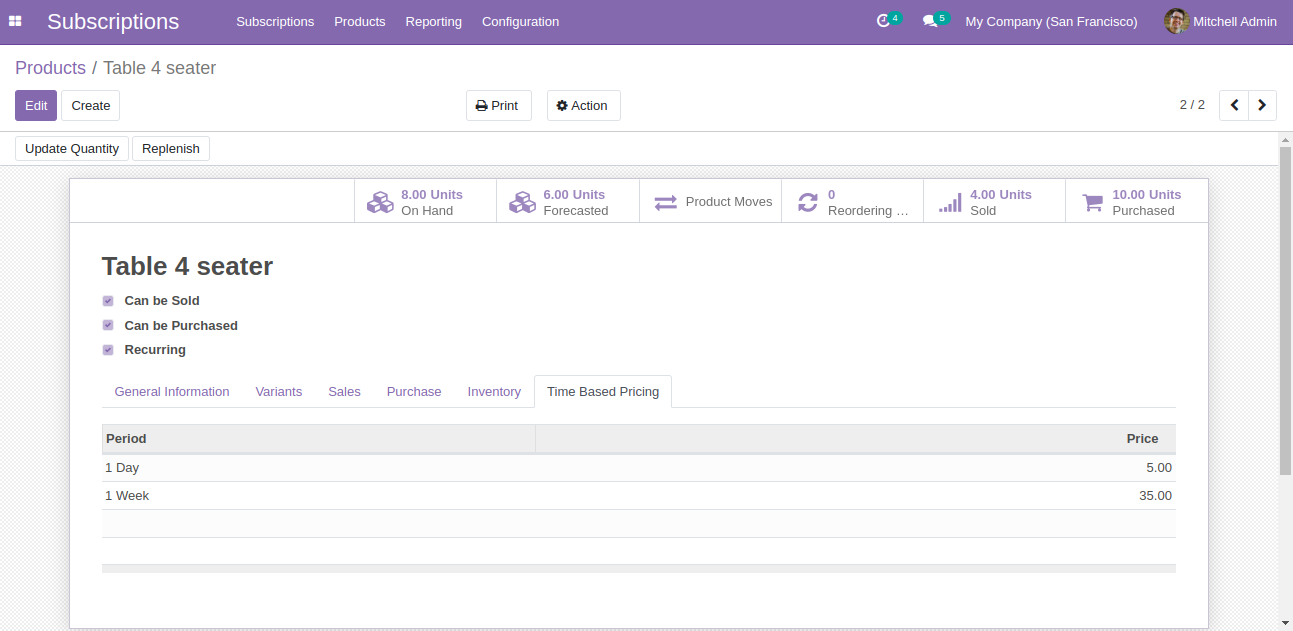 Subscriptions Subscriptions Products Reporting Configuration 4 5 My Company (San Francisco) Mitchell Admin
Products / Table 4 seater
Edit Create Print Action 2 / 2
Update Quantity Replenish
8.00 Units 6.00 Units Product Moves 0 4.00 Units 10.00 Units
On Hand Forecasted Reordering ... Sold Purchased
Table 4 seater
Can be Sold
Can be Purchased
Recurring
General Information Variants Sales Purchase Inventory Time Based Pricing
Period Price
1 Day 5.00
1 Week 35.00